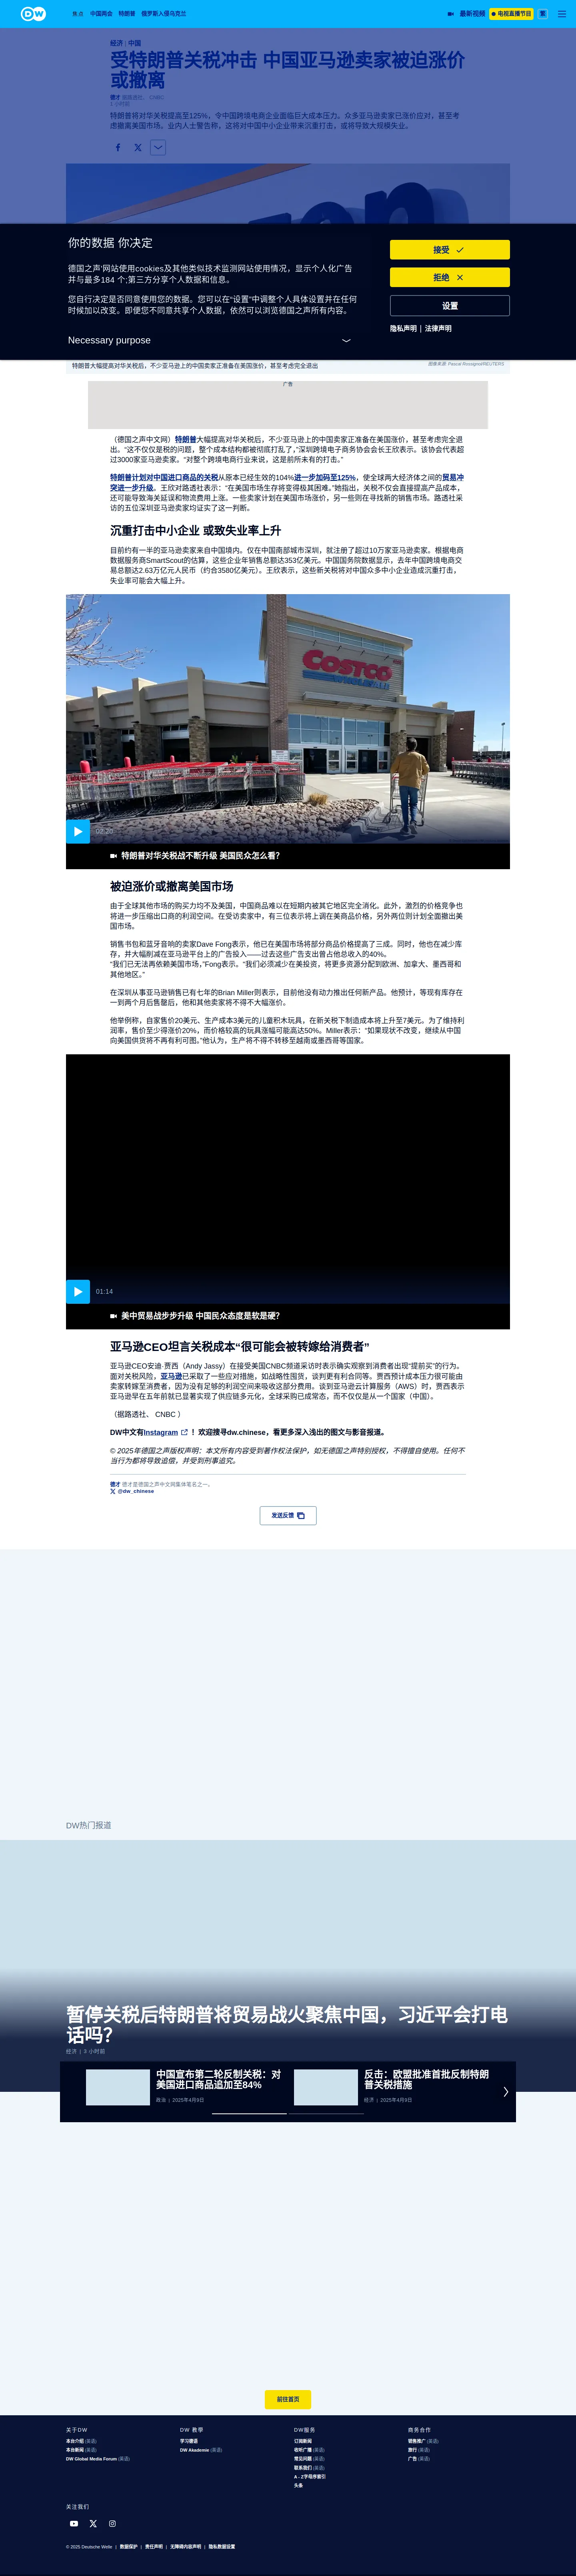 DW
焦点 中国网会 特朗普 俄罗斯入侵乌克兰
最新视频 电视直播节目 繁
经济 | 中国
受特朗普关税冲击 中国亚马逊卖家被迫涨价
或撤离
德才
1 小时前
特朗普将对华关税提高至125%，令中国跨境电商企业面临巨大成本压力。众多亚马逊卖家已涨价应对，甚至考
虑撤离美国市场。业内人士警告称，这将对中国中小企业带来沉重打击，或将导致大规模失业。
你的数据 你决定
接受
拒绝
设置
德国之声'网站使用cookies及其他类似技术监测网站使用情况，显示个人化广告
并与最多184 个;第三方分享个人数据和信息。
您自行决定是否同意使用您的数据。您可以在“设置”中调整个人具体设置并在任何
时候加以改变。即便您不同意共享个人数据，依然可以浏览德国之声所有内容。
隐私声明 | 法律声明
Necessary purpose
特朗普大幅提高对华关税后，不少亚马逊上的中国卖家正准备在美国涨价，甚至考虑完全退出
广告
（德国之声中文网）特朗普大幅提高对华关税后，不少亚马逊上的中国卖家正准备在美国涨价，甚至考虑完全退
出。“这不仅仅是税的问题，整个成本结构都被彻底打乱了，”深圳跨境电子商务协会会长王欣表示。该协会代表超
过3000家亚马逊卖家。“对整个跨境电商行业来说，这是前所未有的打击。”
特朗普计划对中国进口商品的关税从原本已经生效的104%进一步加码至125%，使全球两大经济体之间的贸易冲
突进一步升级。王欣对路透社表示：“在美国市场生存将变得极其困难。”她指出，关税不仅会直接提高产品成本，
还可能导致海关延误和物流费用上涨。一些卖家计划在美国市场涨价，另一些则在寻找新的销售市场。路透社采
访的五位深圳亚马逊卖家均证实了这一判断。
沉重打击中小企业 或致失业率上升
目前约有一半的亚马逊卖家来自中国境内。仅在中国南部城市深圳，就注册了超过10万家亚马逊卖家。根据电商
数据服务商SmartScout的估算，这些企业年销售总额达353亿美元。中国国务院数据显示，去年中国跨境电商交
易总额达2.63万亿元人民币（约合3580亿美元）。王欣表示，这些新关税将对中国众多中小企业造成沉重打击，
失业率可能会大幅上升。
COSTCO
WHOLESALE
特朗普对华关税战不断升级 美国民众怎么看？
被迫涨价或撤离美国市场
由于全球其他市场的购买力均不及美国，中国商品难以在短期内被其它地区完全消化。此外，激烈的价格竞争也
将进一步压缩出口商的利润空间。在受访卖家中，有三位表示将上调在美商品价格，另外两位则计划全面撤出美
国市场。
销售书包和蓝牙音响的卖家Dave Fong表示，他已在美国市场将部分商品价格提高了三成。同时，他也在减少库
存，并大幅削减在亚马逊平台上的广告投入——过去这些广告支出曾占他总收入的40%。
“我们已无法再依赖美国市场，”Fong表示。“我们必须减少在美投资，将更多资源分配到欧洲、加拿大、墨西哥和
其他地区。”
在深圳从事亚马逊销售已有七年的Brian Miller则表示，目前他没有动力推出任何新产品。他预计，等现有库存在
一到两个月后售罄后，他和其他卖家将不得不大幅涨价。
他举例称，自家售价20美元、生产成本3美元的儿童积木玩具，在新关税下制造成本将上升至7美元。为了维持利
润率，售价至少得涨价20%，而价格较高的玩具涨幅可能高达50%。Miller表示：“如果现状不改变，继续从中国
向美国供货将不再有利可图。”他认为，生产将不得不转移至越南或墨西哥等国家。
01:14
美中贸易战步步升级 中国民众态度是软是硬？
亚马逊CEO坦言关税成本“很可能会被转嫁给消费者”
亚马逊CEO安迪·贾西（Andy Jassy）在接受美国CNBC频道采访时表示确实观察到消费者出现“提前买”的行为。
面对关税风险，亚马逊已采取了一些应对措施，如战略性囤货，谈判更有利合同等。贾西预计成本压力很可能由
卖家转嫁至消费者，因为没有足够的利润空间来吸收这部分费用。谈到亚马逊云计算服务（AWS）时，贾西表示
亚马逊早在五年前就已显著实现了供应链多元化，全球采购已成常态，而不仅仅是从一个国家（中国）。
（据路透社、 CNBC ）
DW中文有Instagram ！欢迎搜寻dw.chinese，看更多深入浅出的图文与影音报道。
© 2025年德国之声版权声明：本文所有内容受到著作权法保护，如无德国之声特别授权，不得擅自使用。任何不
当行为都将导致追偿，并受到刑事追究。
德才 德才是德国之声中文网集体笔名之一。
@dw_chinese
发送反馈
DW热门报道
暂停关税后特朗普将贸易战火聚焦中国，习近平会打电
话吗？
经济 | 3 小时前
中国宣布第二轮反制关税：对
美国进口商品追加至84%
政治 | 2025年4月9日
反击：欧盟批准首批反制特朗
普关税措施
经济 | 2025年4月9日
前往首页
关于DW
本台介绍 (英语)
本台新闻 (英语)
DW Global Media Forum (英语)
DW 教學
学习德语
DW Akademie (英语)
DW服务
订阅新闻
收听广播 (英语)
常见问题 (英语)
联系我们 (英语)
A - Z字母序索引
头条
商务合作
销售推广 (英语)
旅行 (英语)
广告 (英语)
关注我们
© 2025 Deutsche Welle | 数据保护 | 责任声明 | 无障碍内容声明 | 隐私数据设置